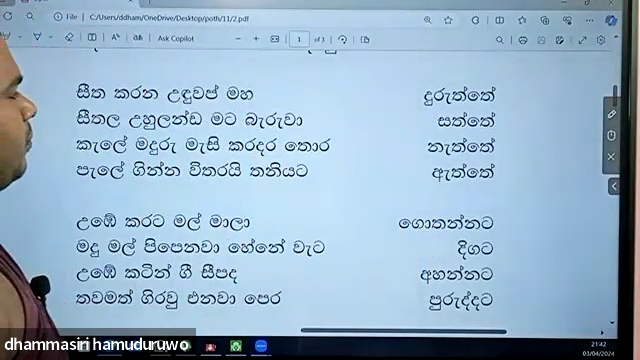 File C:/Users/ddham/OneDrive/Desktop/poth/11/2.pdf
Ask Copilot 1 of 3
සීත කරන උඳුවප් මහ දුරුත්තේ
සීතල උහුලන්ඩ මට බැරුවා සත්තේ
කැලේ මදුරු මැසි කරදර තොර නැත්තේ
පැලේ ගින්න විතරයි තනියට ඇත්තේ
උඹේ කරට මල් මාලා ගොතන්නට
මදු මල් පිපෙනවා හේනේ වැට දිගට
උඹේ කටින් ගී සීපද අහන්නට
තවමත් ගිරවු එනවා පෙර පුරුද්දට
21:42
03/04/2024
dhammasiri hamuduruwo